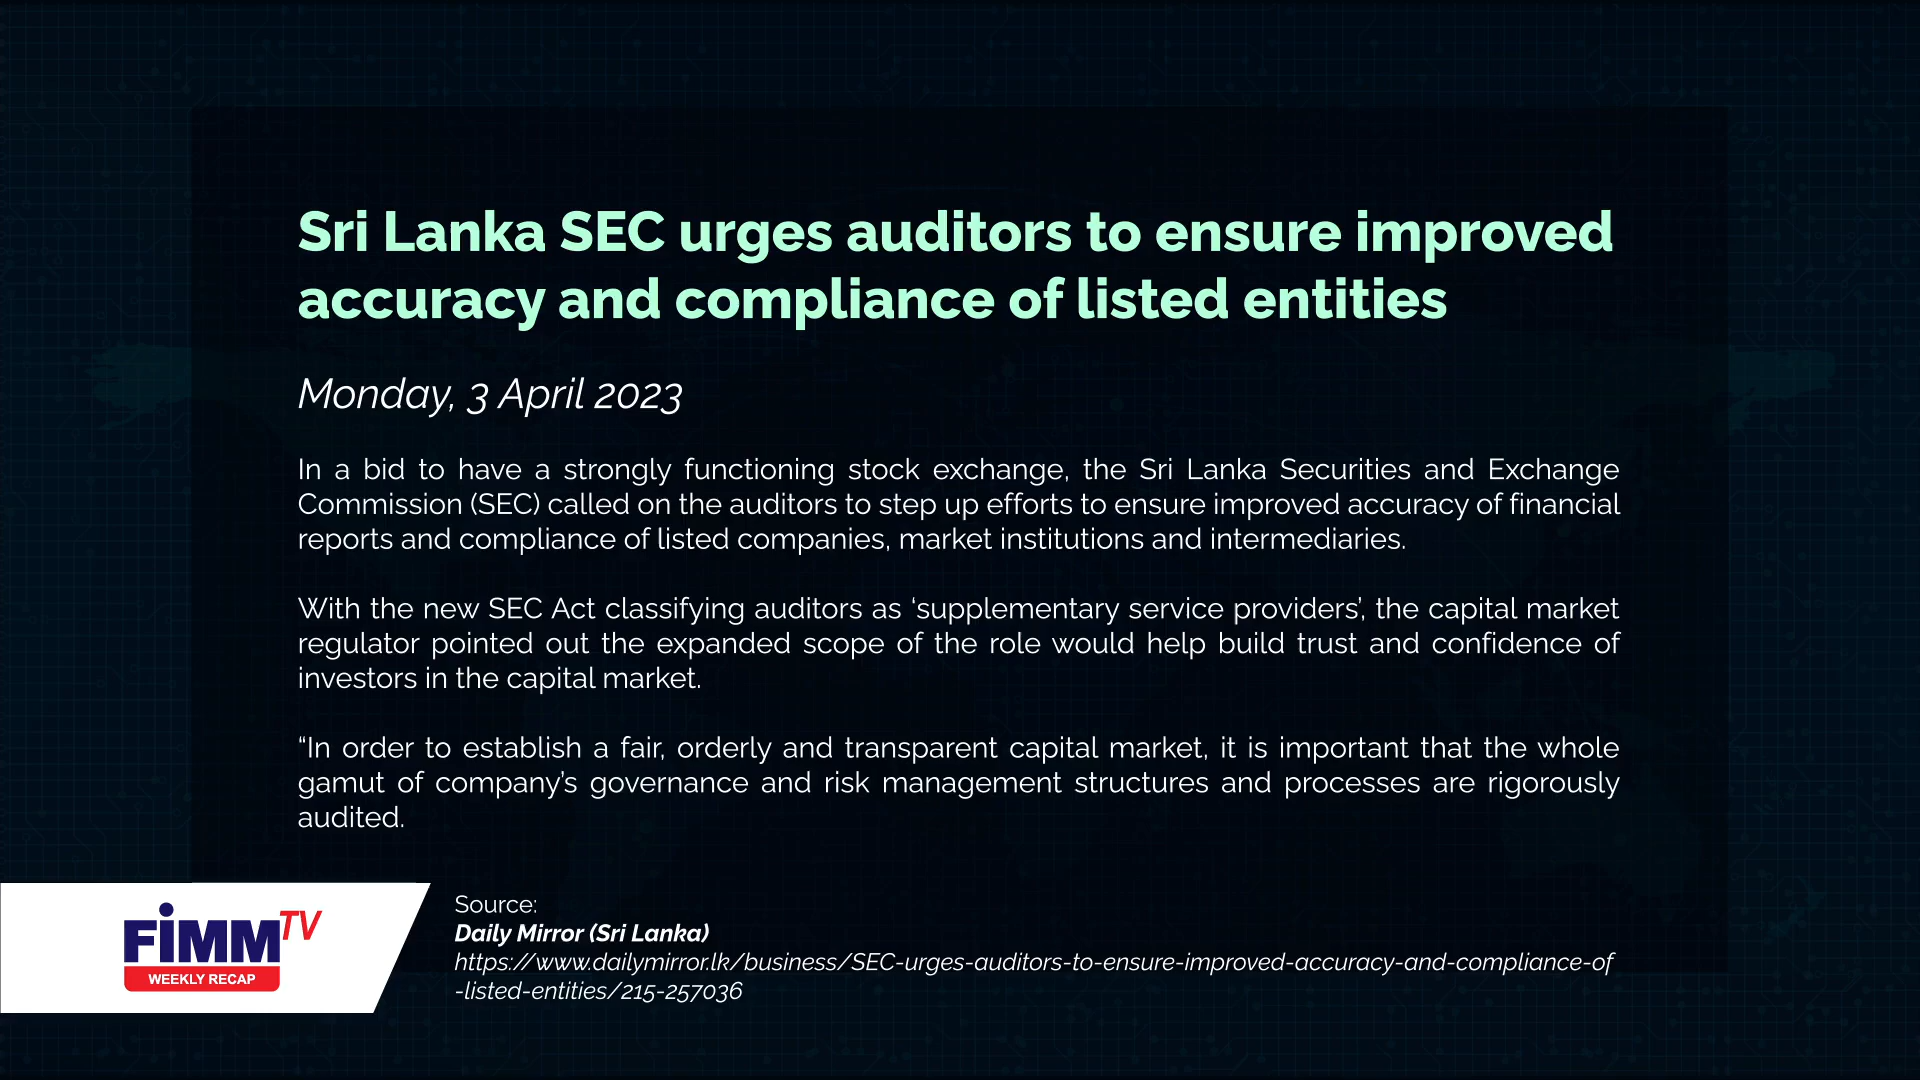 Sri Lanka SEC urges auditors to ensure improved
accuracy and compliance of listed entities
Monday, 3 April 2023
In a bid to have a strongly functioning stock exchange, the Sri Lanka Securities and Exchange
Commission (SEC) called on the auditors to step up efforts to ensure improved accuracy of financial
reports and compliance of listed companies, market institutions and intermediaries.
With the new SEC Act classifying auditors as ‘supplementary service providers’, the capital market
regulator pointed out the expanded scope of the role would help build trust and confidence of
investors in the capital market.
“In order to establish a fair, orderly and transparent capital market, it is important that the whole
gamut of company’s governance and risk management structures and processes are rigorously
audited.
FiMM TV
WEEKLY RECAP
Source:
Daily Mirror (Sri Lanka)
https://www.dailymirror.lk/business/SEC-urges-auditors-to-ensure-improved-accuracy-and-compliance-of
-listed-entities/215-257036